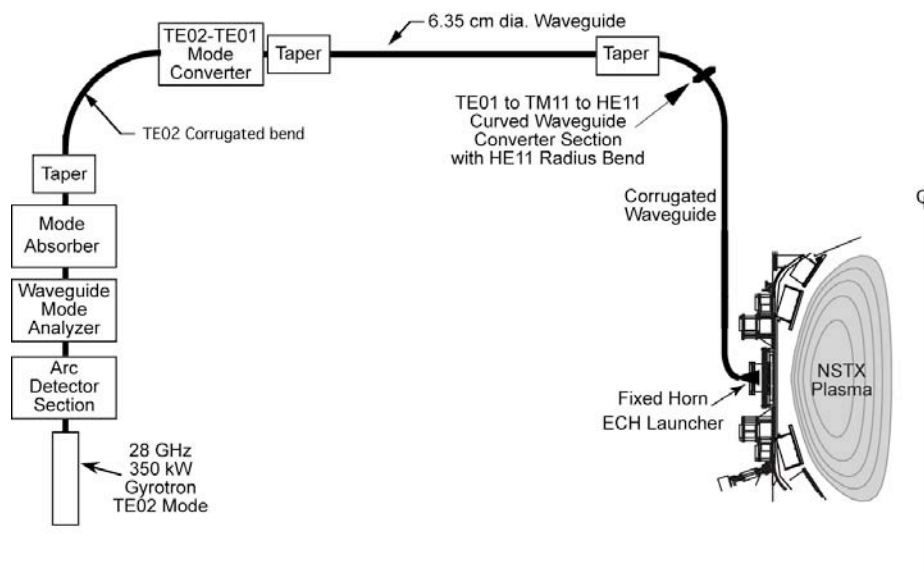 6.35 cm dia. Waveguide
TE02-TE01
Mode
Converter
Taper
Taper
TE02 Corrugated bend
TE01 to TM11 to HE11
Curved Waveguide
Converter Section
with HE11 Radius Bend
Taper
Mode
Absorber
Corrugated
Waveguide
Waveguide
Mode
Analyzer
Arc
Detector
Section
NSTX
Plasma
Fixed Horn
ECH Launcher
28 GHz
350 kW
Gyrotron
TE02 Mode